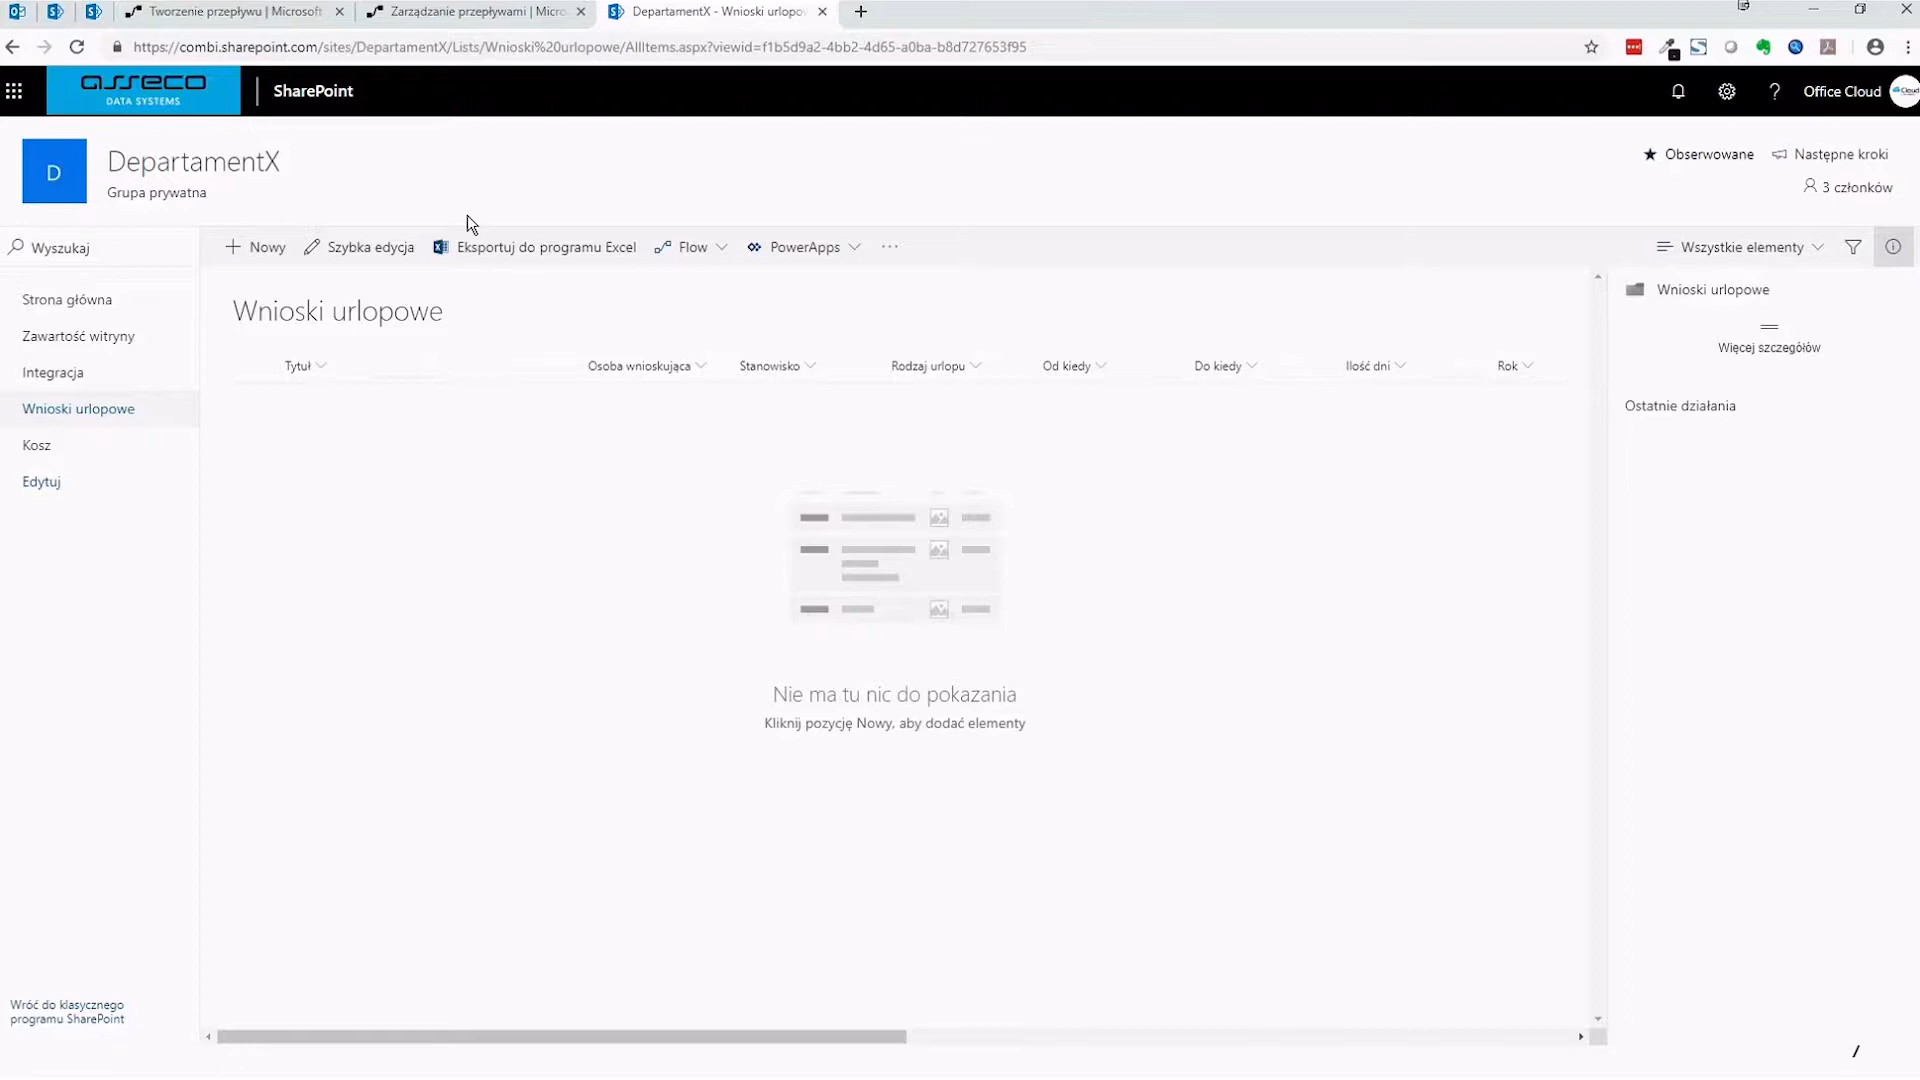 Tworzenie przepływu | Microsoft
Zarządzanie przepływami | Micro
DepartamentX - Wnioski urlopow
https://combi.sharepoint.com/sites/DepartamentX/Lists/Wnioski%20urlopowe/AllItems.aspx?viewid=f1b5d9a2-4bb2-4d65-a0ba-b8d727653f95
asseco
DATA SYSTEMS
SharePoint
Office Cloud
D
DepartamentX
Grupa prywatna
Obserwowane
Następne kroki
3 członków
Wyszukaj
Nowy
Szybka edycja
Eksportuj do programu Excel
Flow
PowerApps
Wszystkie elementy
Strona główna
Zawartość witryny
Integracja
Wnioski urlopowe
Kosz
Edytuj
Wnioski urlopowe
Tytuł
Osoba wnioskująca
Stanowisko
Rodzaj urlopu
Od kiedy
Do kiedy
Ilość dni
Rok
Nie ma tu nic do pokazania
Kliknij pozycję Nowy, aby dodać elementy
Wnioski urlopowe
Więcej szczegółów
Ostatnie działania
Wróć do klasycznego
programu SharePoint